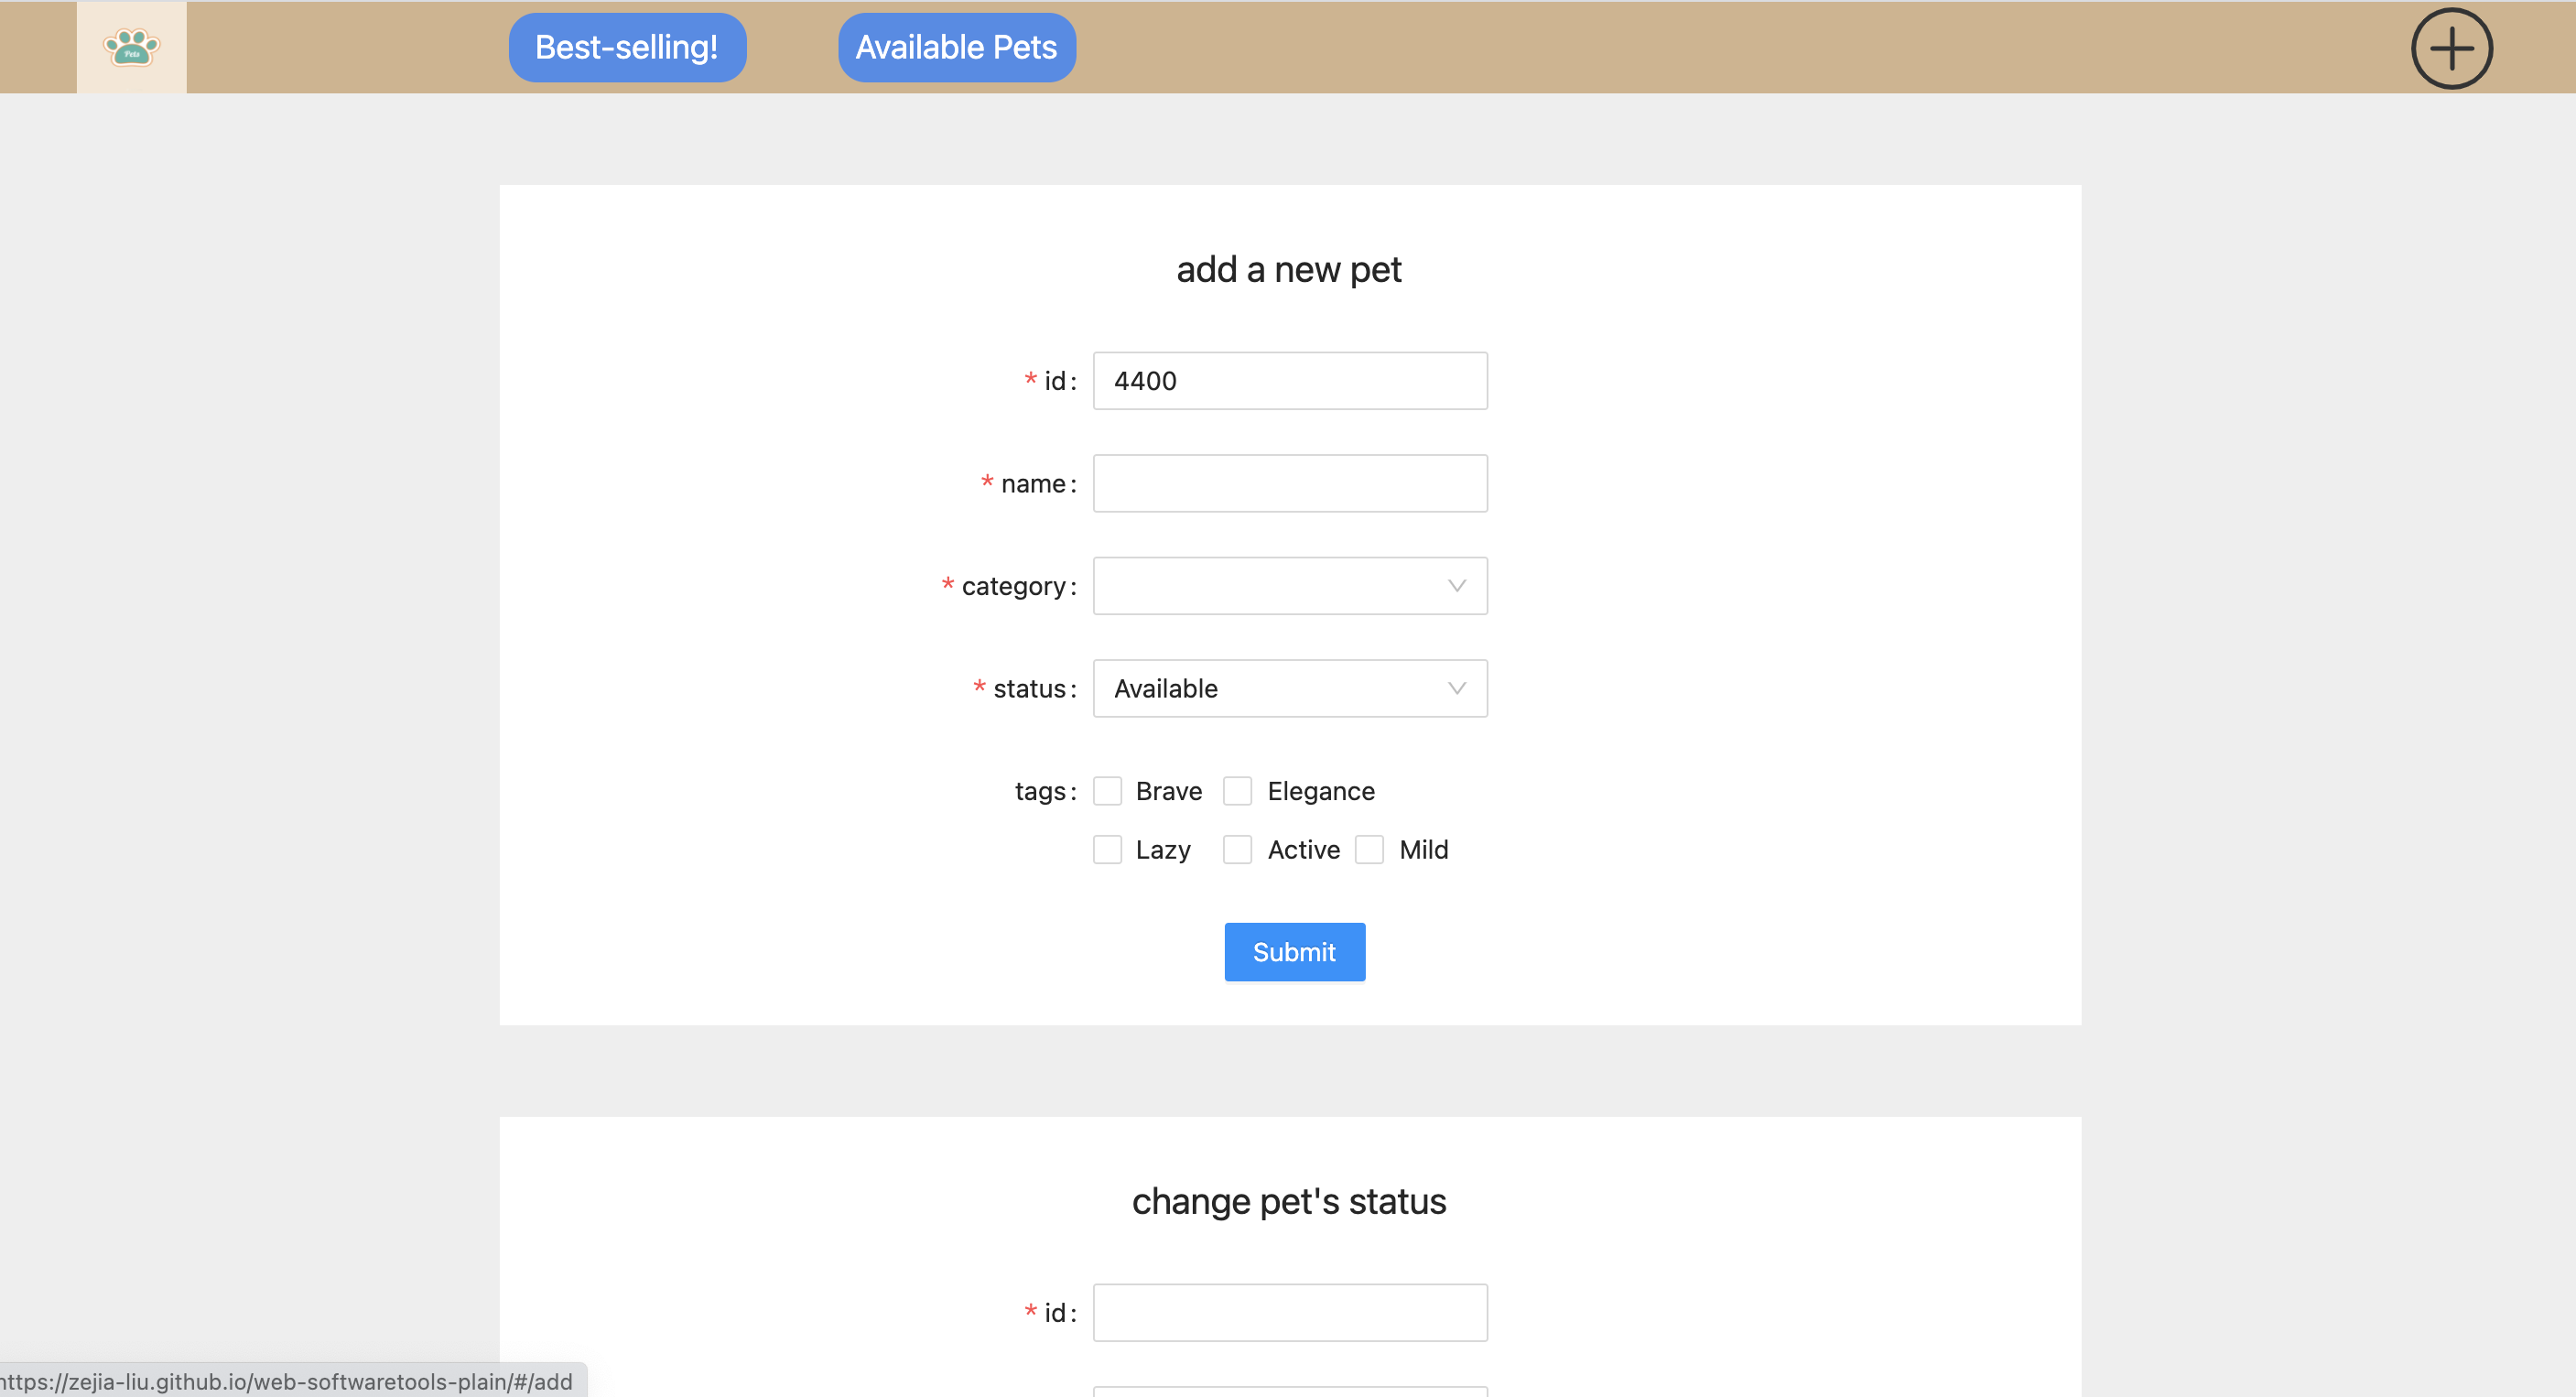 Pets
Best-selling!
Available Pets
add a new pet
* id: 4400
* name:
* category:
* status: Available
tags: Brave Elegance
Lazy Active Mild
Submit
change pet's status
* id:
https://zejia-liu.github.io/web-softwaretools-plain/#/add